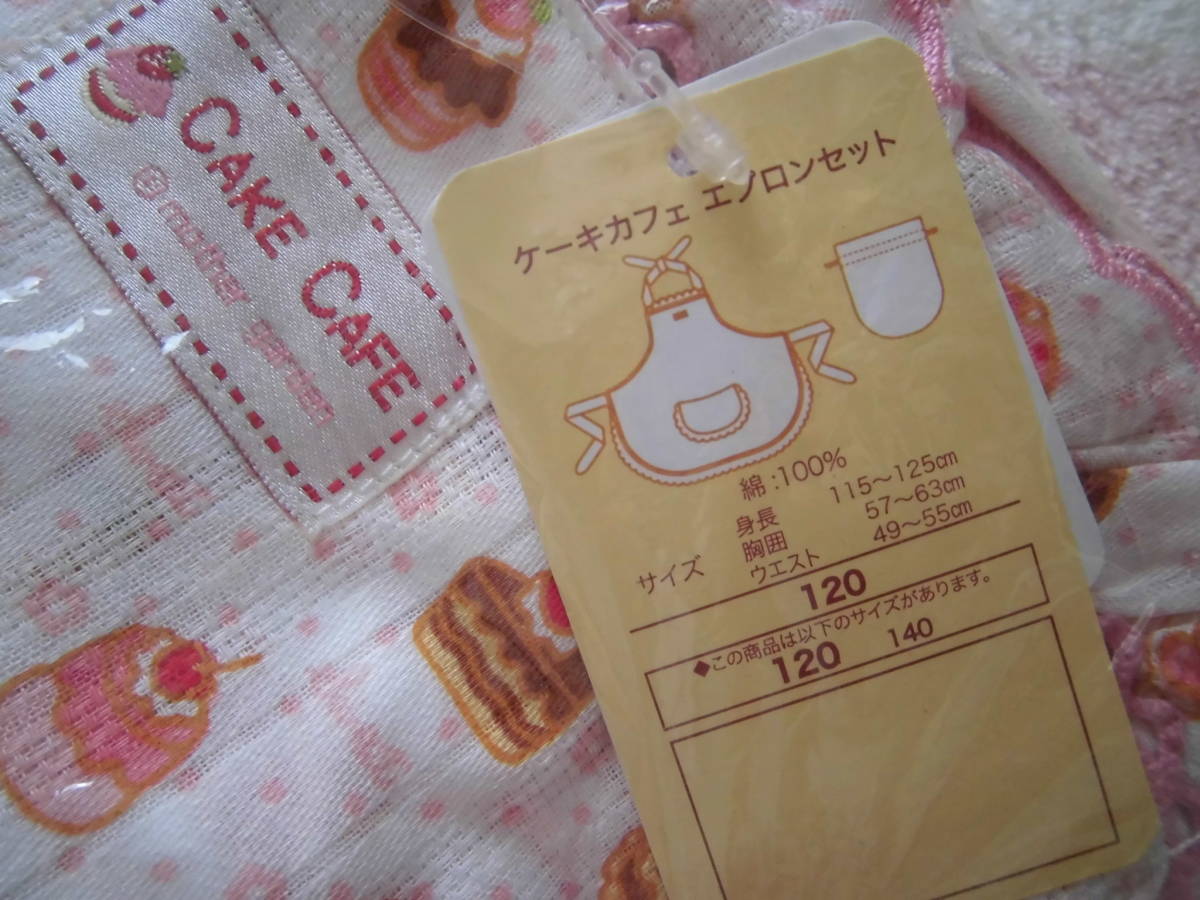 CAKE CAFE
mother garden
ケーキカフェ エプロンセット
綿:100%
サイズ
身長 115～125cm
胸囲 57～63cm
ウエスト 49～55cm
120
◆この商品は以下のサイズがあります。
120 140